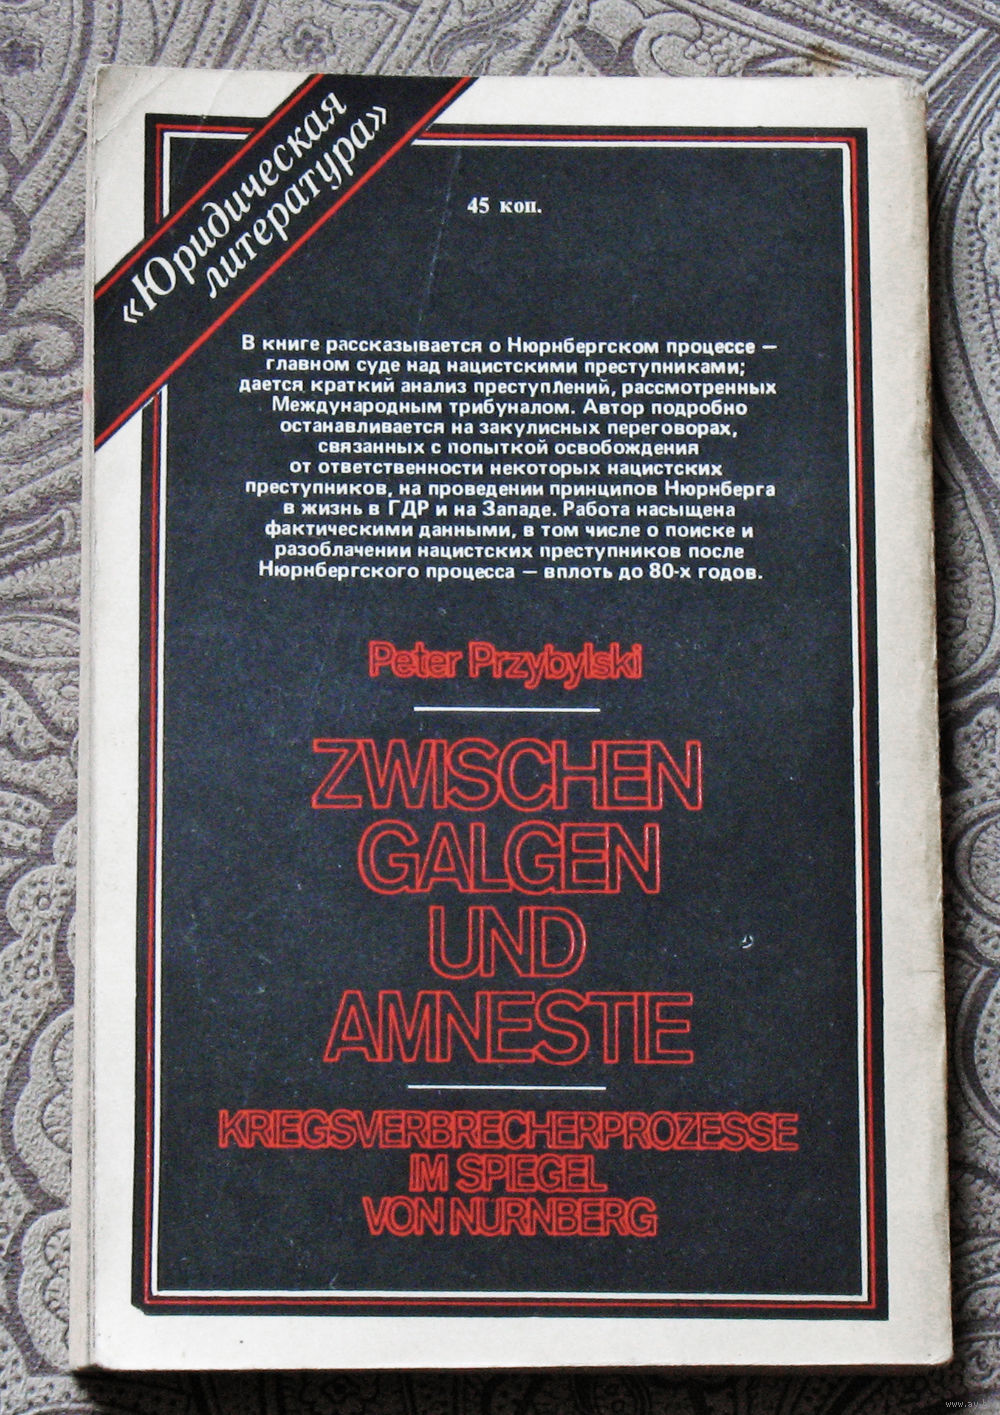 «Юридическая
литература»
45 коп.
В книге рассказывается о Нюрнбергском процессе —
главном суде над нацистскими преступниками;
дается краткий анализ преступлений, рассмотренных
Международным трибуналом. Автор подробно
останавливается на закулисных переговорах,
связанных с попыткой освобождения
от ответственности некоторых нацистских
преступников, на проведении принципов Нюрнберга
в жизнь в ГДР и на Западе. Работа насыщена
фактическими данными, в том числе о поиске и
разоблачении нацистских преступников после
Нюрнбергского процесса — вплоть до 80-х годов.
Peter Przybylski
ZWISCHEN
GALGEN
UND
AMNESTIE
KRIEGSVERBRECHERPROZESSE
IM SPIEGEL
VON NÜRNBERG